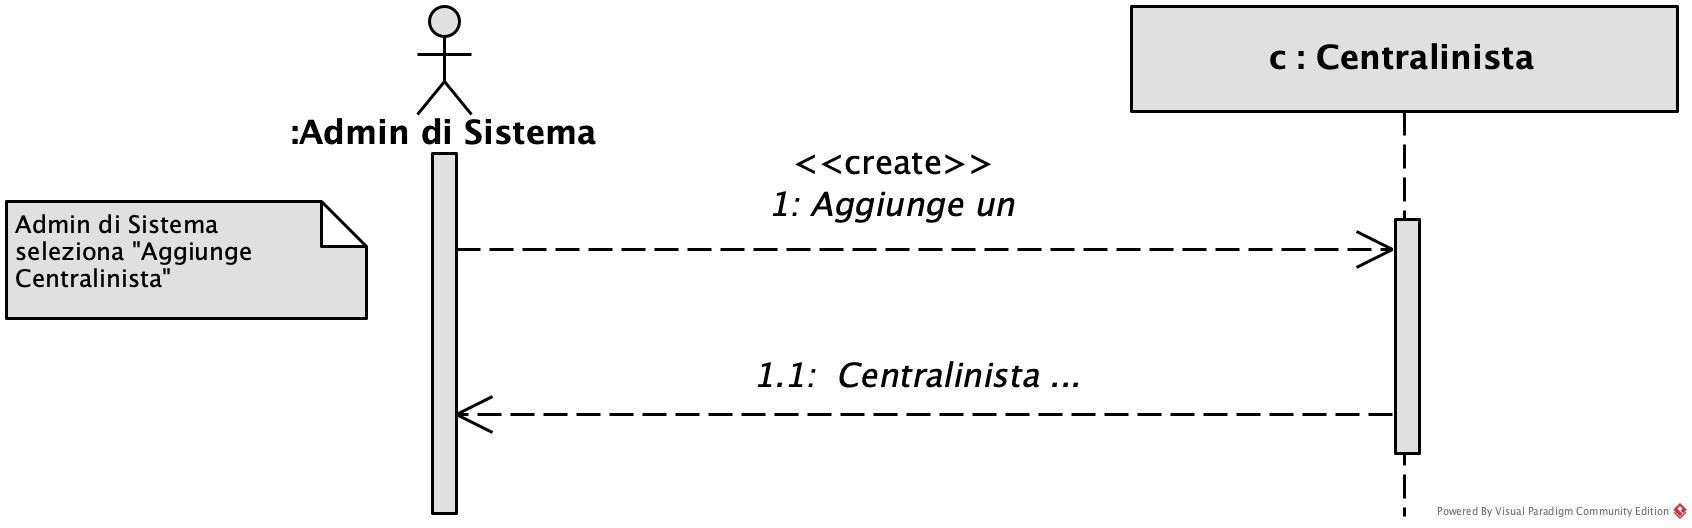 :Admin di Sistema
c : Centralinista
<<create>>
1: Aggiunge un
Admin di Sistema
seleziona "Aggiunge
Centralinista"
1.1:  Centralinista ...
Powered By Visual Paradigm Community Edition